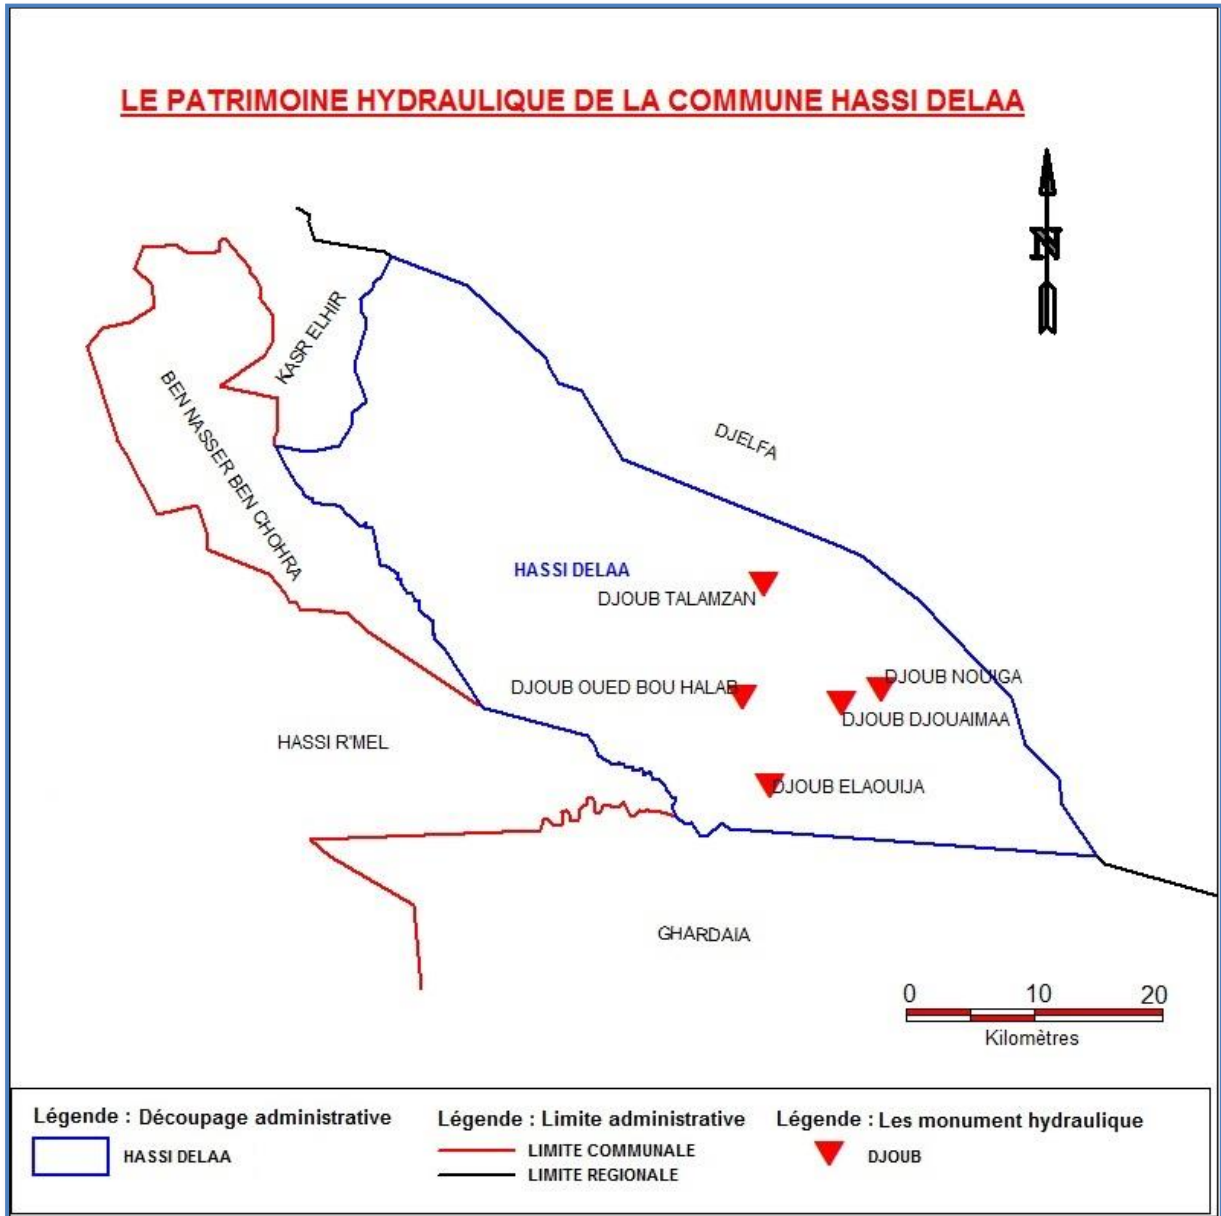 LE PATRIMOINE HYDRAULIQUE DE LA COMMUNE HASSI DELAA
N
KASR ELHIR
BEN NASSER BEN CHOHRA
DJELFA
HASSI DELAA
DJOUB TALAMZAN
DJOUB OUED BOU HALAB
DJOUB NOUIGA
DJOUB DJOUAIMAA
HASSI R'MEL
DJOUB ELAOUIJA
GHARDAIA
0 10 20
Kilomètres
Légende : Découpage administrative
HASSI DELAA
Légende : Limite administrative
LIMITE COMMUNALE
LIMITE REGIONALE
Légende : Les monument hydraulique
DJOUB